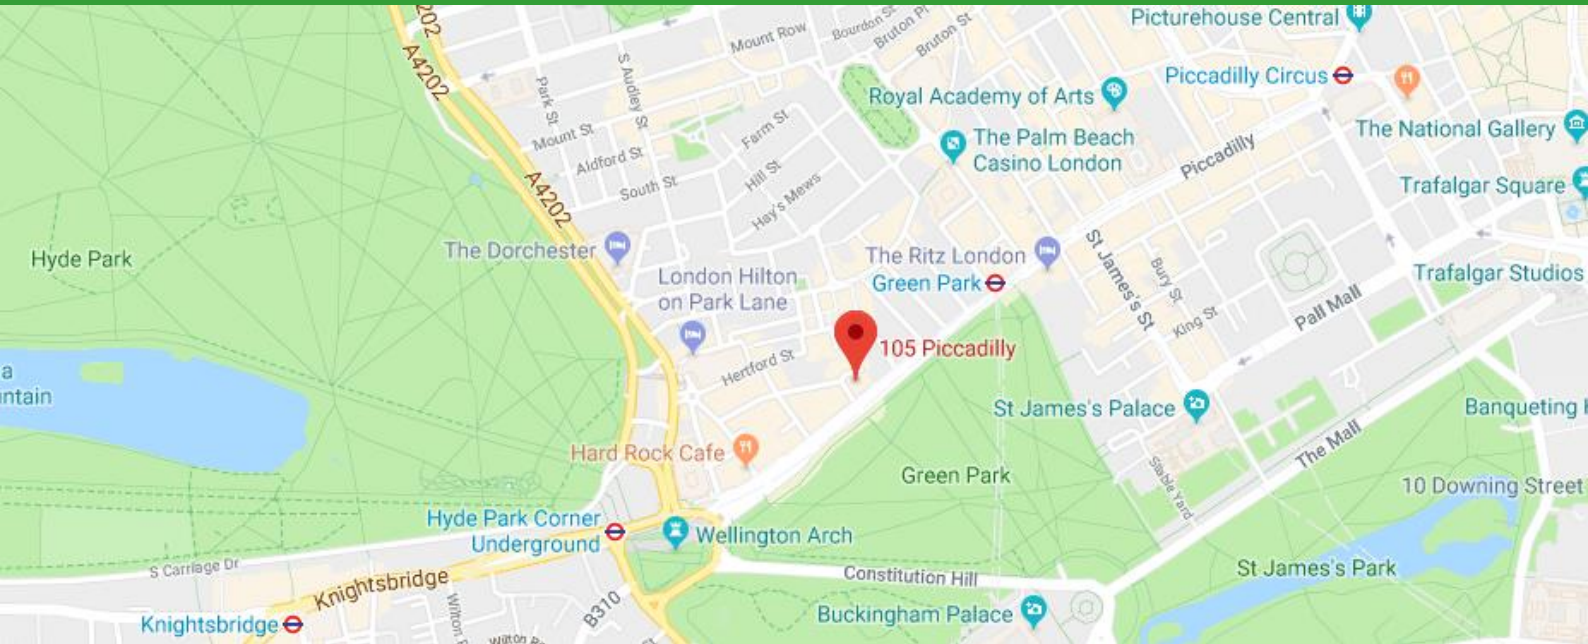 202
A4202
Mount Row
Bourdon St
Bruton Pl
Bruton St
Picturehouse Central
Piccadilly Circus
Park St
S Audley St
Royal Academy of Arts
Mount St
Farm St
The Palm Beach
Casino London
Piccadilly
The National Gallery
Aldford St
South St
Hill St
Hay's Mews
A4202
Trafalgar Square
Hyde Park
The Dorchester
London Hilton
on Park Lane
The Ritz London
Green Park
St James's St
Bury St
King St
Pall Mall
Trafalgar Studios
105 Piccadilly
Hertford St
a
ntain
St James's Palace
Banqueting
Hard Rock Cafe
Green Park
The Mall
Stable Yard
10 Downing Street
Hyde Park Corner
Underground
Wellington Arch
S Carriage Dr
Knightsbridge
Constitution Hill
St James's Park
Knightsbridge
Wilton
Wilton
B310
Buckingham Palace